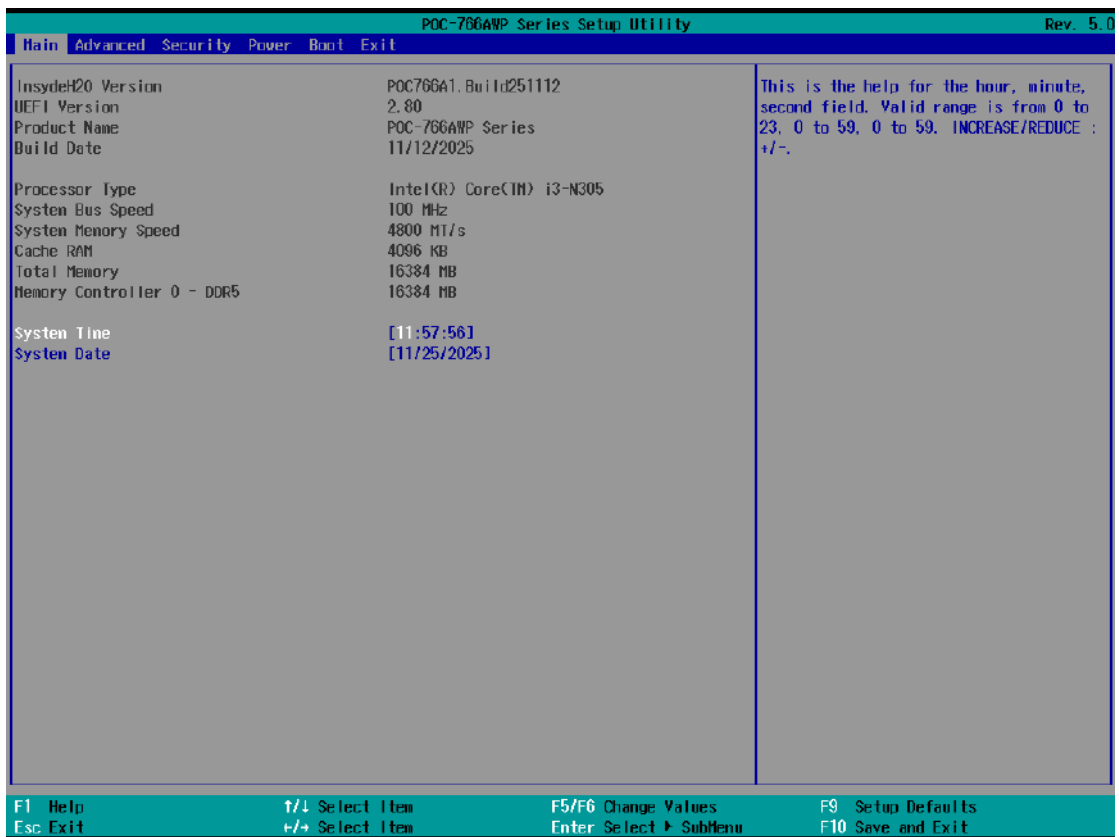 POC-766AWP Series Setup Utility Rev. 5.0
Main Advanced Security Power Boot Exit
InsydeH2O Version POC766A1.Build251112
UEFI Version 2.80
Product Name POC-766AWP Series
Build Date 11/12/2025
Processor Type Intel(R) Core(TM) i3-N305
System Bus Speed 100 MHz
System Memory Speed 4800 MT/s
Cache RAM 4096 KB
Total Memory 16384 MB
Memory Controller 0 - DDR5 16384 MB
System Time [11:57:56]
System Date [11/25/2025]
This is the help for the hour, minute,
second field. Valid range is from 0 to
23, 0 to 59, 0 to 59. INCREASE/REDUCE :
+/-.
F1 Help ↑/↓ Select Item F5/F6 Change Values F9 Setup Defaults
Esc Exit ←/→ Select Item Enter Select ▶ SubMenu F10 Save and Exit